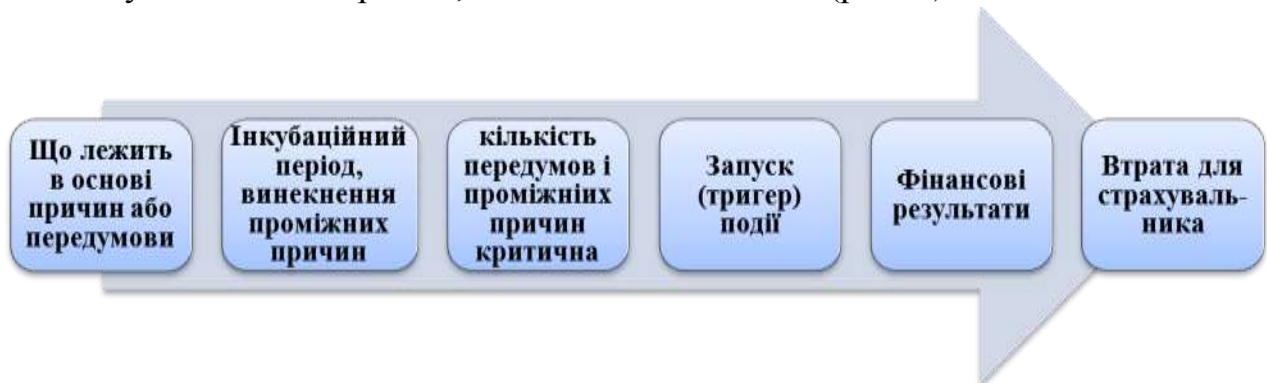 Що лежить
в основі
причин або
передумови
Інкубаційний
період,
винекнення
проміжних
причин
кількість
передумов і
проміжніих
причин
критична
Запуск
(тригер)
події
Фінансові
результати
Втрата для
страхуваль-
ника